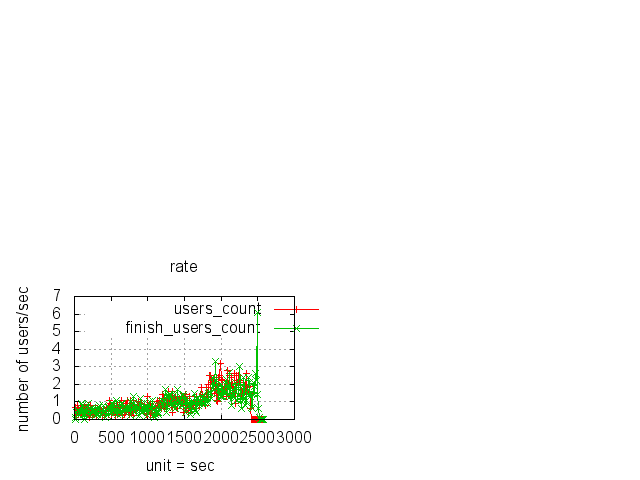 rate
number of users/sec
7
6
5
4
3
2
1
0
users_count
finish_users_count
0 500 1000 1500 2000 2500 3000
unit = sec